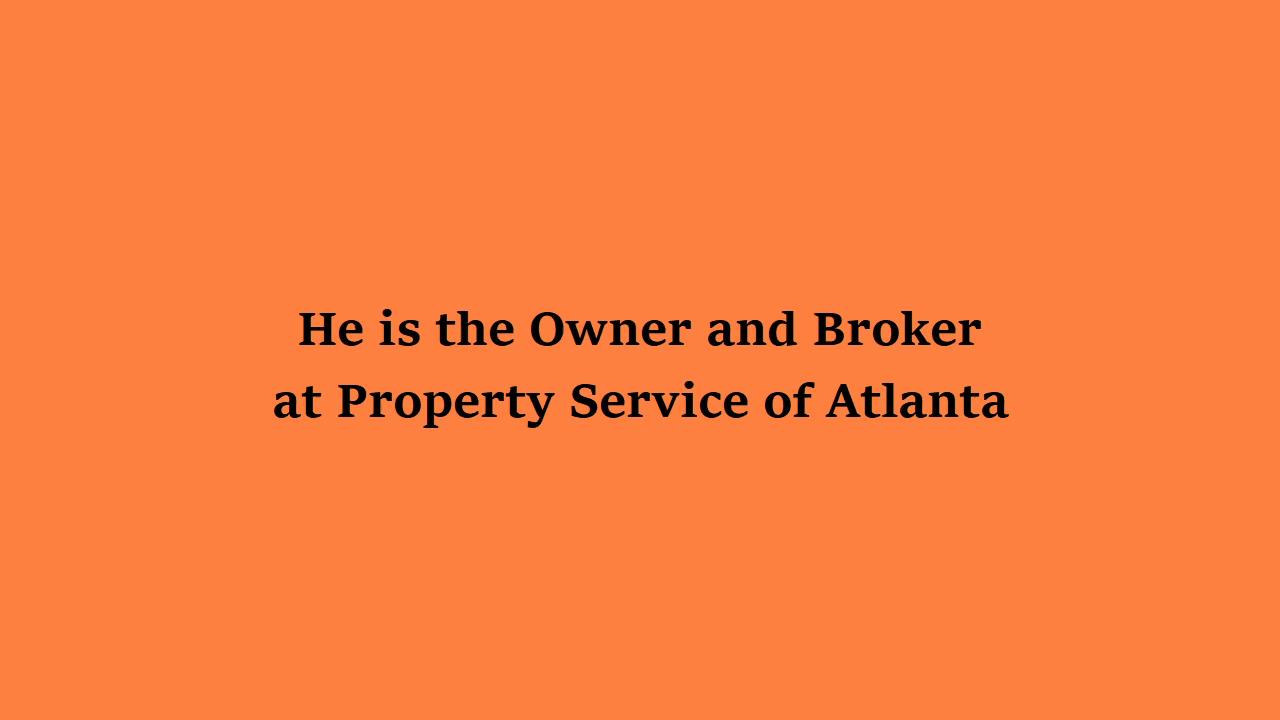 He is the Owner and Broker
at Property Service of Atlanta